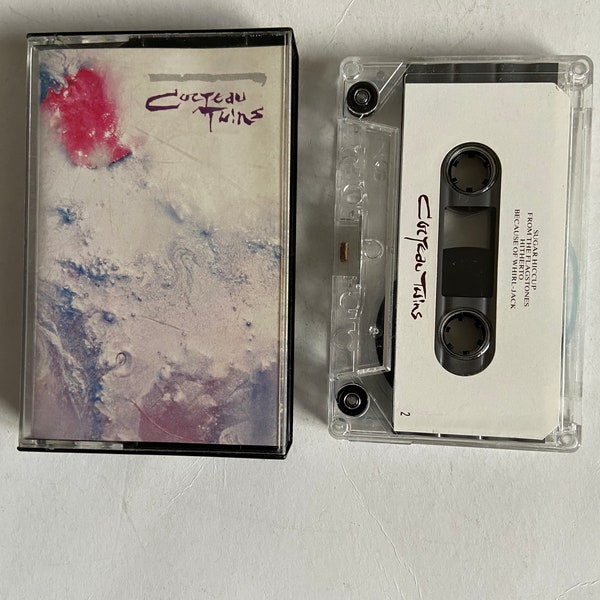 Cocteau
Twins
Cocteau Twins
SUGAR HICCUP
FROM THE FLAGSTONES
HITHERTO
BECAUSE OF WHIRL-JACK
2